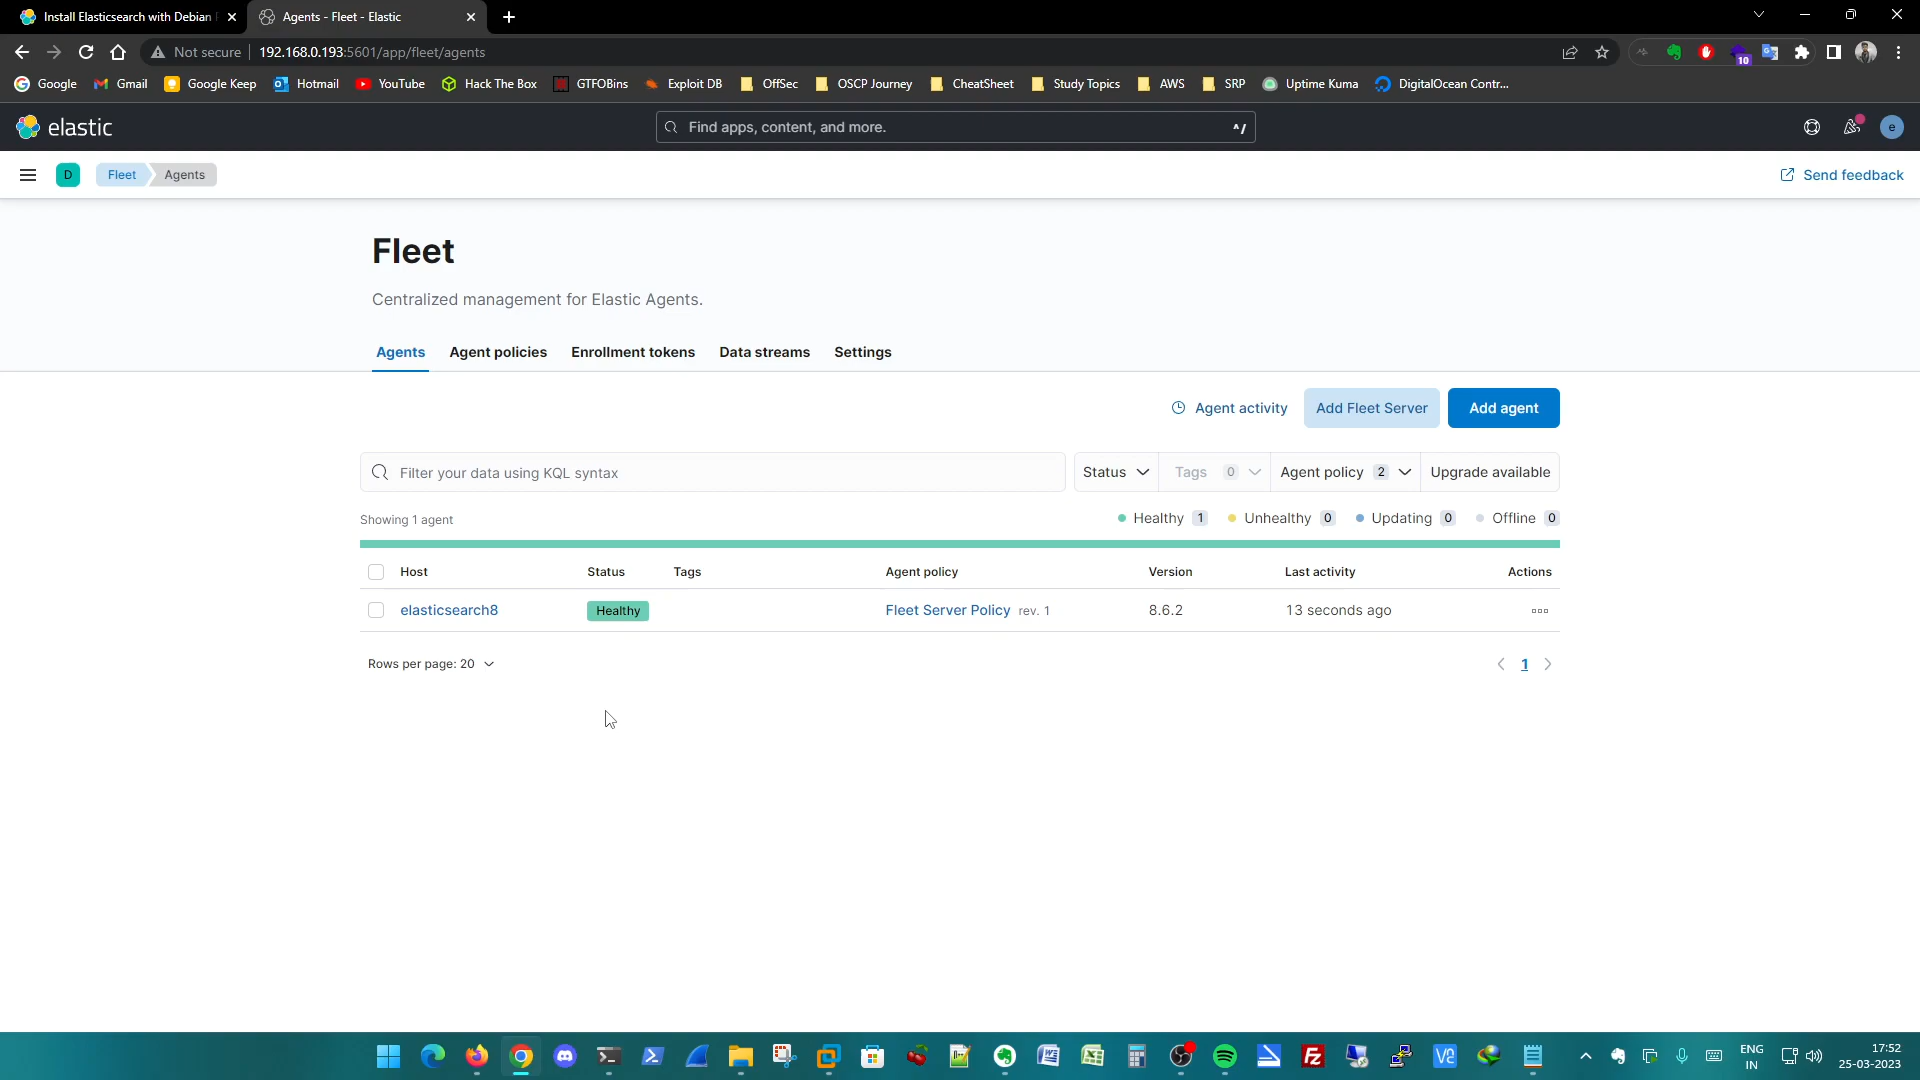 Install Elasticsearch with Debian
Agents - Fleet - Elastic
Not secure
192.168.0.193:5601/app/fleet/agents
10
Google
Gmail
Google Keep
Hotmail
YouTube
Hack The Box
GTFOBins
Exploit DB
OffSec
OSCP Journey
CheatSheet
Study Topics
AWS
SRP
Uptime Kuma
DigitalOcean Contr...
elastic
Find apps, content, and more.
^/
e
D
Fleet
Agents
Send feedback
Fleet
Centralized management for Elastic Agents.
Agents
Agent policies
Enrollment tokens
Data streams
Settings
Agent activity
Add Fleet Server
Add agent
Filter your data using KQL syntax
Status
Tags 0
Agent policy 2
Upgrade available
Showing 1 agent
Healthy 1
Unhealthy 0
Updating 0
Offline 0
Host
Status
Tags
Agent policy
Version
Last activity
Actions
elasticsearch8
Healthy
Fleet Server Policy rev. 1
8.6.2
13 seconds ago
Rows per page: 20
1
ENG
IN
17:52
25-03-2023